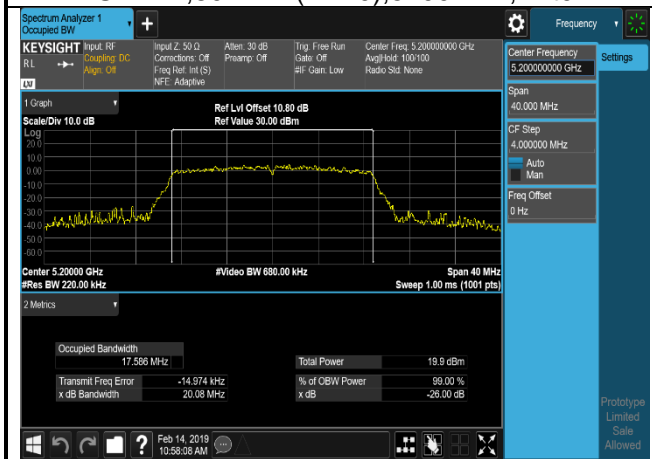 Spectrum Analyzer 1
Occupied BW
Frequency
KEYSIGHT
RL
Input: RF
Coupling: DC
Align: Off
Input Z: 50 Ω
Corrections: Off
Freq Ref: Int (S)
NFE: Adaptive
Atten: 30 dB
Preamp: Off
Trig: Free Run
Gate: Off
#IF Gain: Low
Center Freq: 5.200000000 GHz
Avg|Hold: 100/100
Radio Std: None
1 Graph
Scale/Div 10.0 dB
Ref Lvl Offset 10.80 dB
Ref Value 30.00 dBm
Log
20.0
10.0
0.00
-10.0
-20.0
-30.0
-40.0
-50.0
-60.0
Center 5.20000 GHz
#Res BW 220.00 kHz
#Video BW 680.00 kHz
Span 40 MHz
Sweep 1.00 ms (1001 pts)
2 Metrics
Occupied Bandwidth
17.586 MHz
Total Power 19.9 dBm
Transmit Freq Error -14.974 kHz
% of OBW Power 99.00 %
x dB Bandwidth 20.08 MHz
x dB -26.00 dB
Center Frequency
5.200000000 GHz
Settings
Span
40.000 MHz
CF Step
4.000000 MHz
Auto
Man
Freq Offset
0 Hz
Prototype
Limited
Sale
Allowed
?
Feb 14, 2019
10:58:08 AM